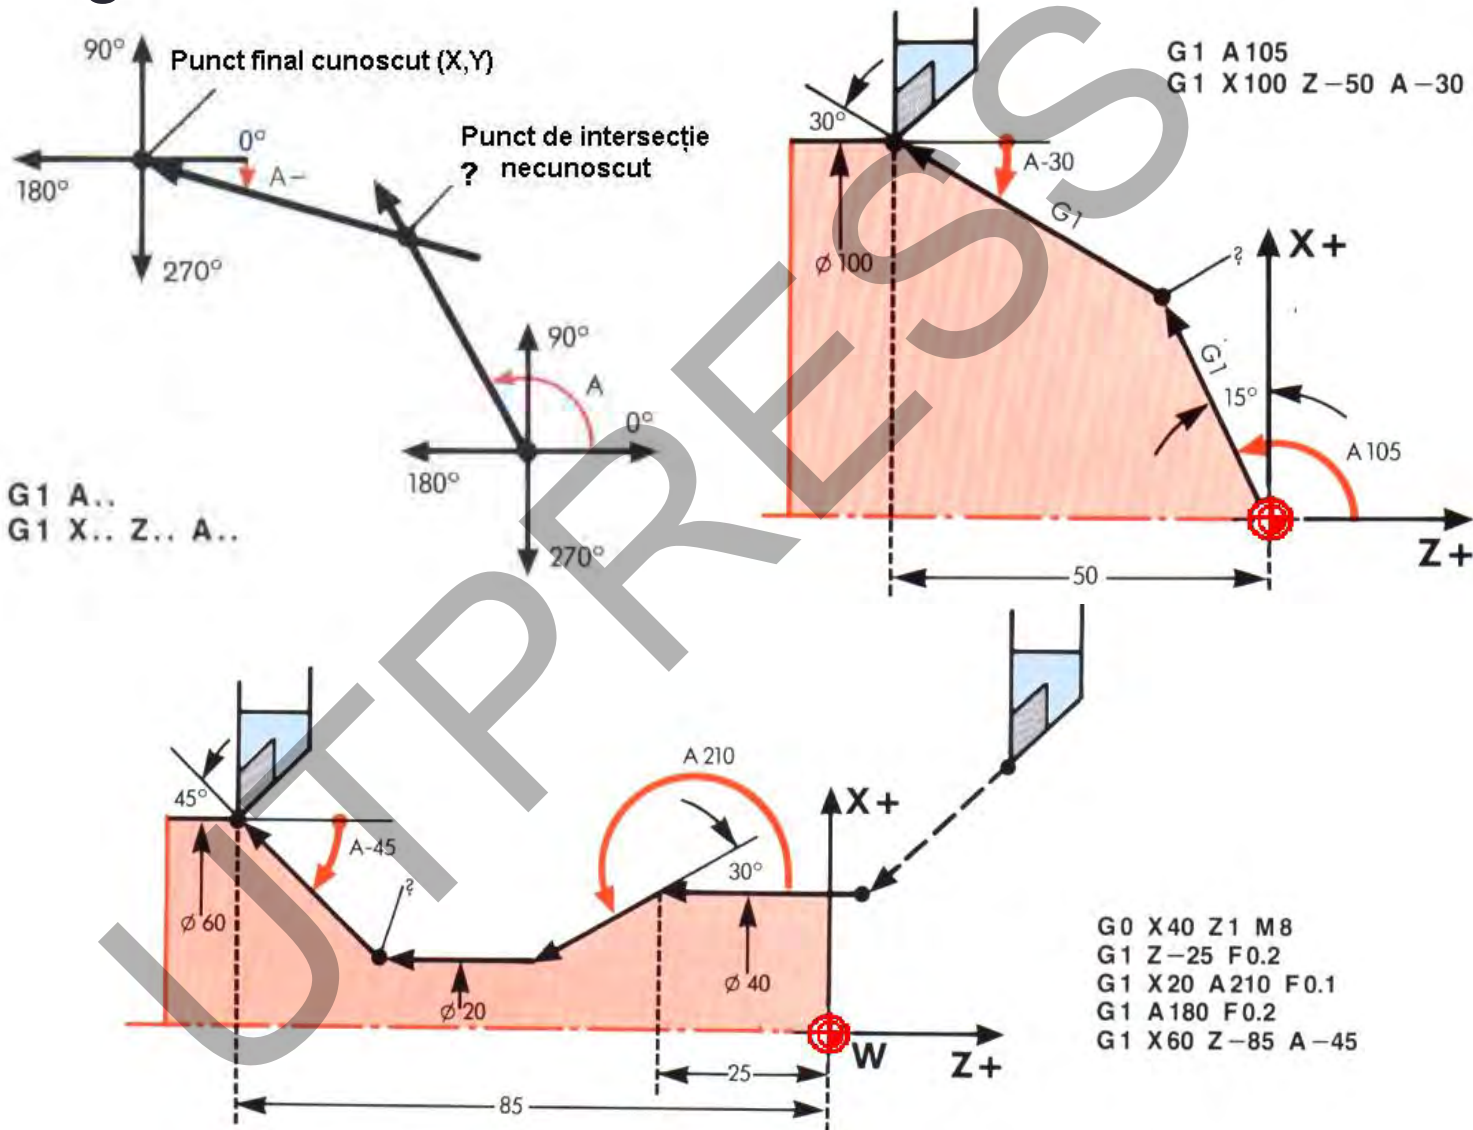 90°
Punct final cunoscut (X,Y)
0°
Punct de intersecție
? necunoscut
A-
180°
270°
90°
A
0°
180°
270°
G1 A..
G1 X.. Z.. A..
G1 A105
G1 X100 Z-50 A-30
30°
A-30
G1
Ø 100
?
X+
G1
15°
A 105
Z+
50
45°
A-45
?
Ø 60
Ø 20
A 210
30°
Ø 40
X+
W
Z+
25
85
G0 X40 Z1 M8
G1 Z-25 F0.2
G1 X20 A210 F0.1
G1 A180 F0.2
G1 X60 Z-85 A-45
UTPRESS